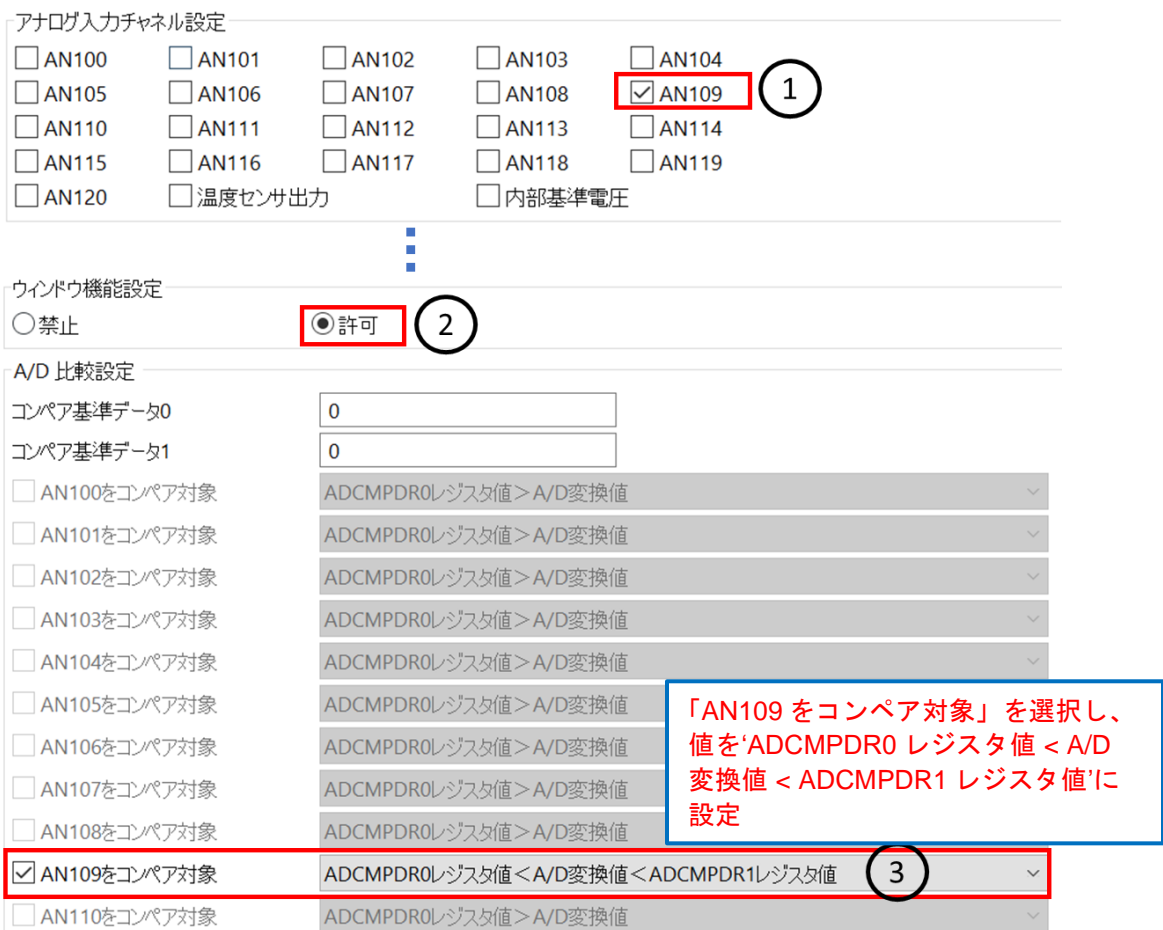 アナログ入力チャネル設定
AN100 AN101 AN102 AN103 AN104
AN105 AN106 AN107 AN108 AN109 1
AN110 AN111 AN112 AN113 AN114
AN115 AN116 AN117 AN118 AN119
AN120 温度センサ出力 内部基準電圧
ウィンドウ機能設定
禁止 許可 2
A/D 比較設定
コンペア基準データ0 0
コンペア基準データ1 0
AN100をコンペア対象 ADCMPDR0レジスタ値＞A/D変換値
AN101をコンペア対象 ADCMPDR0レジスタ値＞A/D変換値
AN102をコンペア対象 ADCMPDR0レジスタ値＞A/D変換値
AN103をコンペア対象 ADCMPDR0レジスタ値＞A/D変換値
AN104をコンペア対象 ADCMPDR0レジスタ値＞A/D変換値
AN105をコンペア対象 ADCMPDR0レジスタ値＞A/D変換値
AN106をコンペア対象 ADCMPDR0レジスタ値＞A/D変換値
AN107をコンペア対象 ADCMPDR0レジスタ値＞A/D変換値
AN108をコンペア対象 ADCMPDR0レジスタ値＞A/D変換値
「AN109 をコンペア対象」を選択し、
値を‘ADCMPDR0 レジスタ値 < A/D
変換値 < ADCMPDR1 レジスタ値’に
設定
AN109をコンペア対象 ADCMPDR0レジスタ値＜A/D変換値＜ADCMPDR1レジスタ値 3
AN110をコンペア対象 ADCMPDR0レジスタ値＞A/D変換値